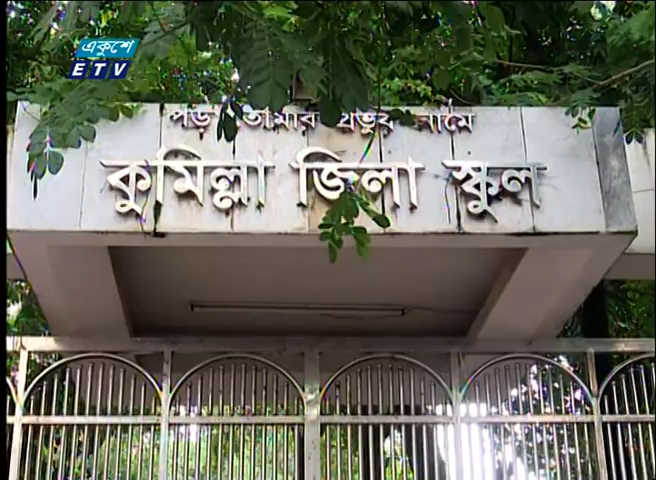 একুশে
ETV
পড় তোমার প্রভুর নামে
কুমিল্লা জিলা স্কুল